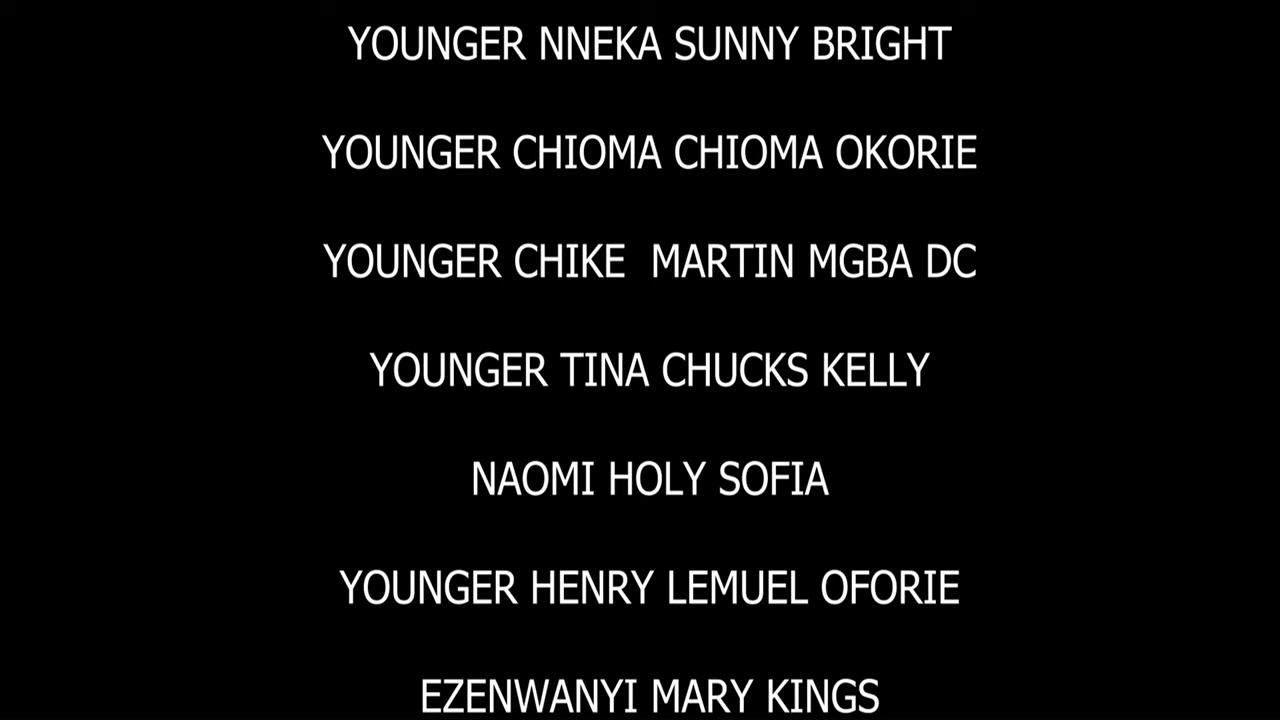 YOUNGER NNEKA SUNNY BRIGHT
YOUNGER CHIOMA CHIOMA OKORIE
YOUNGER CHIKE  MARTIN MGBA DC
YOUNGER TINA CHUCKS KELLY
NAOMI HOLY SOFIA
YOUNGER HENRY LEMUEL OFORIE
EZENWANYI MARY KINGS